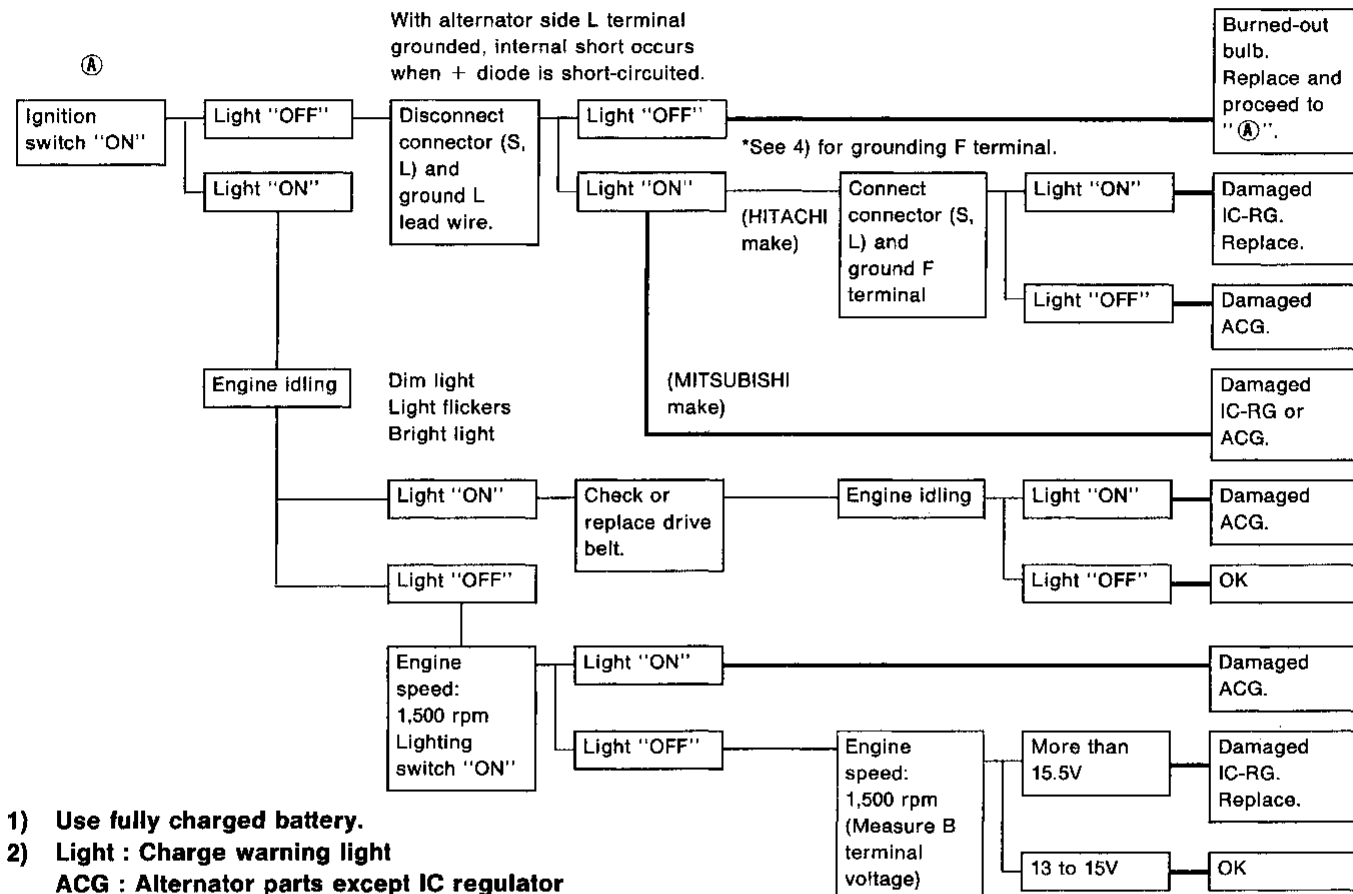 With alternator side L terminal
grounded, internal short occurs
when + diode is short-circuited.
Ⓐ
Ignition
switch "ON"
Light "OFF"
Light "ON"
Disconnect
connector (S,
L) and
ground L
lead wire.
Light "OFF"
Burned-out
bulb.
Replace and
proceed to
"Ⓐ".
*See 4) for grounding F terminal.
Light "ON"
(HITACHI
make)
Connect
connector (S,
L) and
ground F
terminal
Light "ON"
Damaged
IC-RG.
Replace.
Light "OFF"
Damaged
ACG.
(MITSUBISHI
make)
Damaged
IC-RG or
ACG.
Engine idling
Dim light
Light flickers
Bright light
Light "ON"
Check or
replace drive
belt.
Engine idling
Light "ON"
Damaged
ACG.
Light "OFF"
OK
Light "OFF"
Engine
speed:
1,500 rpm
Lighting
switch "ON"
Light "ON"
Damaged
ACG.
Light "OFF"
Engine
speed:
1,500 rpm
(Measure B
terminal
voltage)
More than
15.5V
Damaged
IC-RG.
Replace.
13 to 15V
OK
1) Use fully charged battery.
2) Light : Charge warning light
ACG : Alternator parts except IC regulator